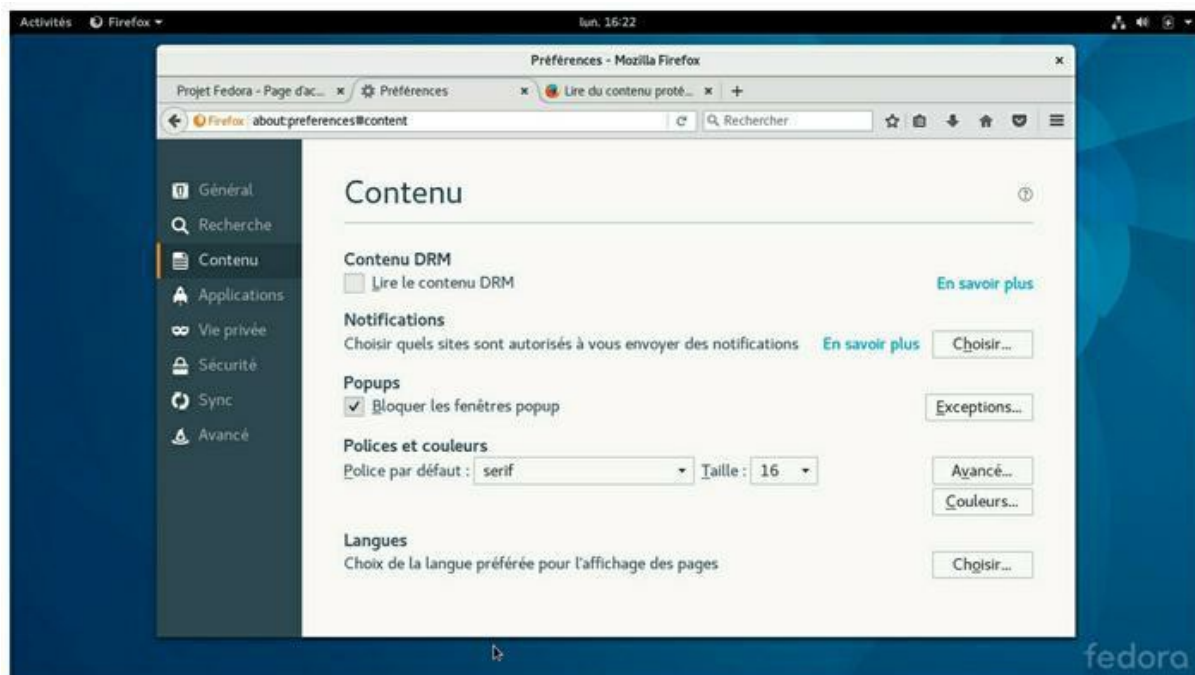 Activités Firefox lun. 16:22
Préférences - Mozilla Firefox
Projet Fedora - Page d'ac... Préférences Lire du contenu proté...
Firefox about:preferences#content Rechercher
Général
Recherche
Contenu
Applications
Vie privée
Sécurité
Sync
Avancé
Contenu
Contenu DRM
Lire le contenu DRM En savoir plus
Notifications
Choisir quels sites sont autorisés à vous envoyer des notifications En savoir plus Choisir...
Popups
Bloquer les fenêtres popup Exceptions...
Polices et couleurs
Police par défaut : serif Taille : 16 Avancé...
Couleurs...
Langues
Choix de la langue préférée pour l'affichage des pages Choisir...
fedora